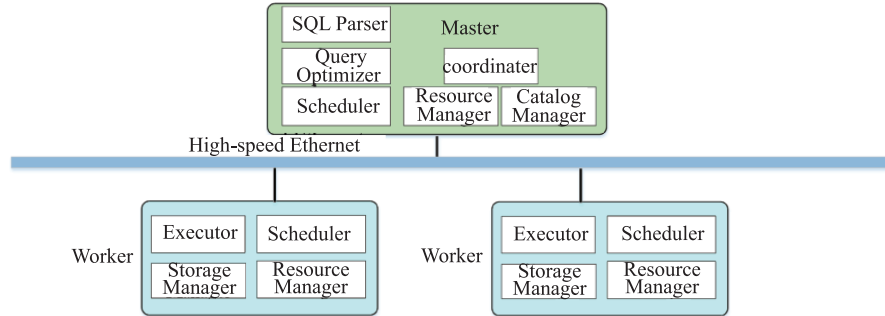 SQL Parser
Master
Query
Optimizer
coordinater
Scheduler
Resource
Manager
Catalog
Manager
High-speed Ethernet
Worker
Executor
Scheduler
Storage
Manager
Resource
Manager
Worker
Executor
Scheduler
Storage
Manager
Resource
Manager